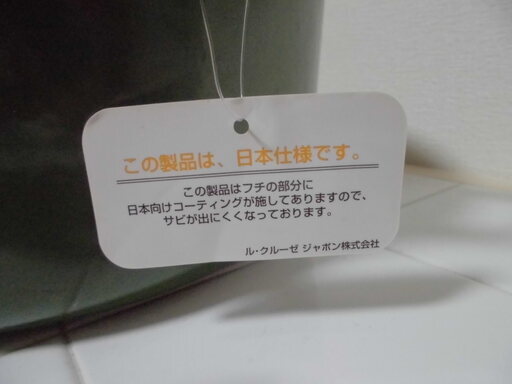 この製品は、日本仕様です。
この製品はフチの部分に
日本向けコーティングが施してありますので、
サビが出にくくなっております。
ル・クルーゼ ジャポン株式会社